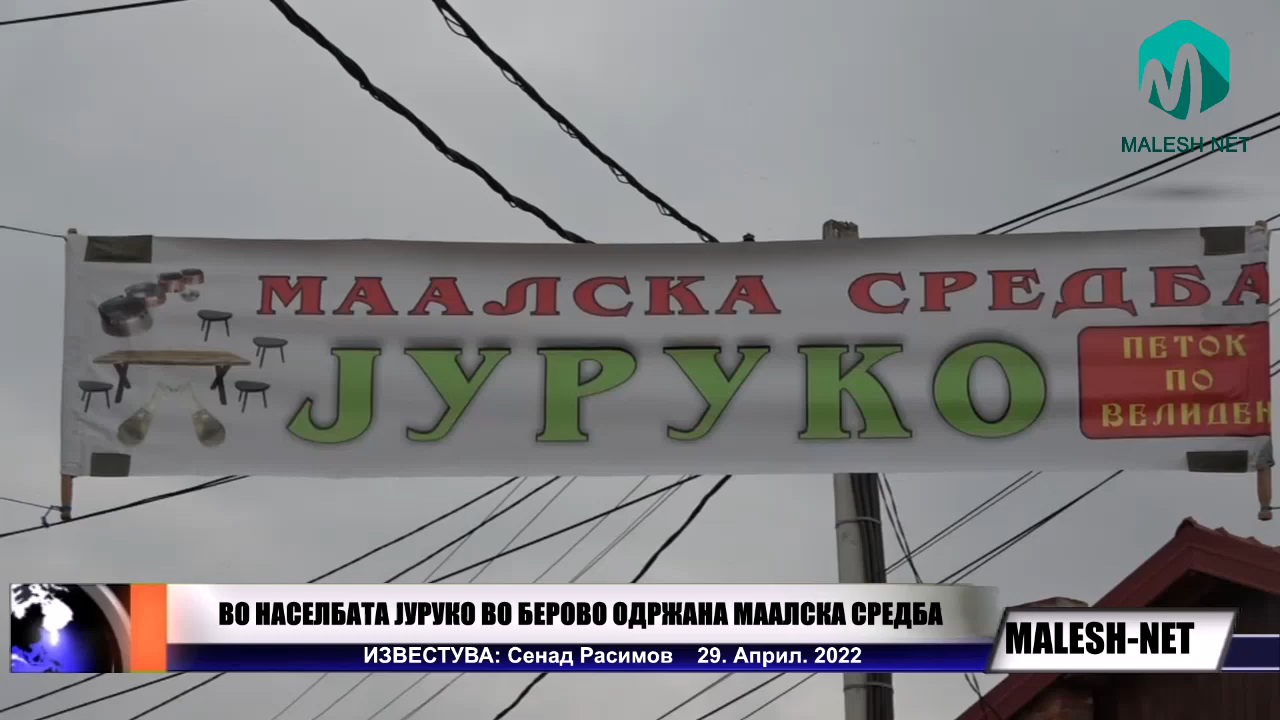 MALESH NET
МААЛСКА СРЕДБА
ЈУРУКО
ПЕТОК
ПО
ВЕЛИДЕН
ВО НАСЕЛБАТА ЈУРУКО ВО БЕРОВО ОДРЖАНА МААЛСКА СРЕДБА
MALESH-NET
ИЗВЕСТУВА: Сенад Расимов 29. Април. 2022